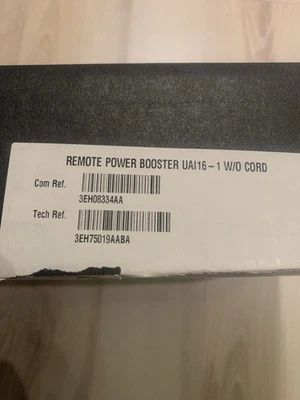 REMOTE POWER BOOSTER UAI16-1 W/O CORD
Com Ref.
3EH08334AA
Tech Ref.
3EH75019AABA